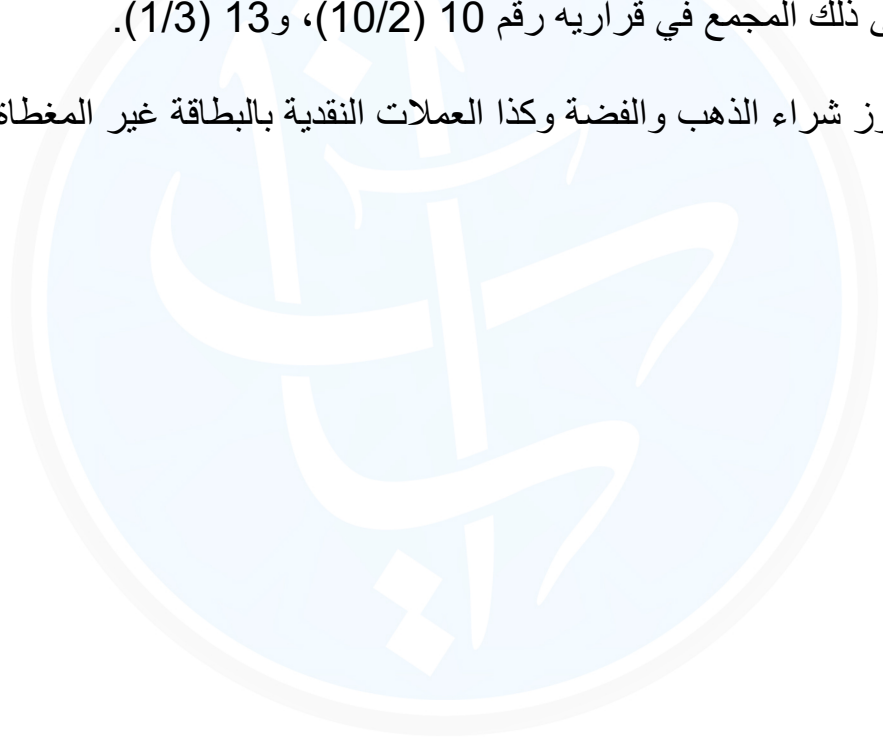 ذلك المجمع في قراريه رقم 10 (10/2)، و13 (1/3).
شراء الذهب والفضة وكذا العملات النقدية بالبطاقة غير المغطاة